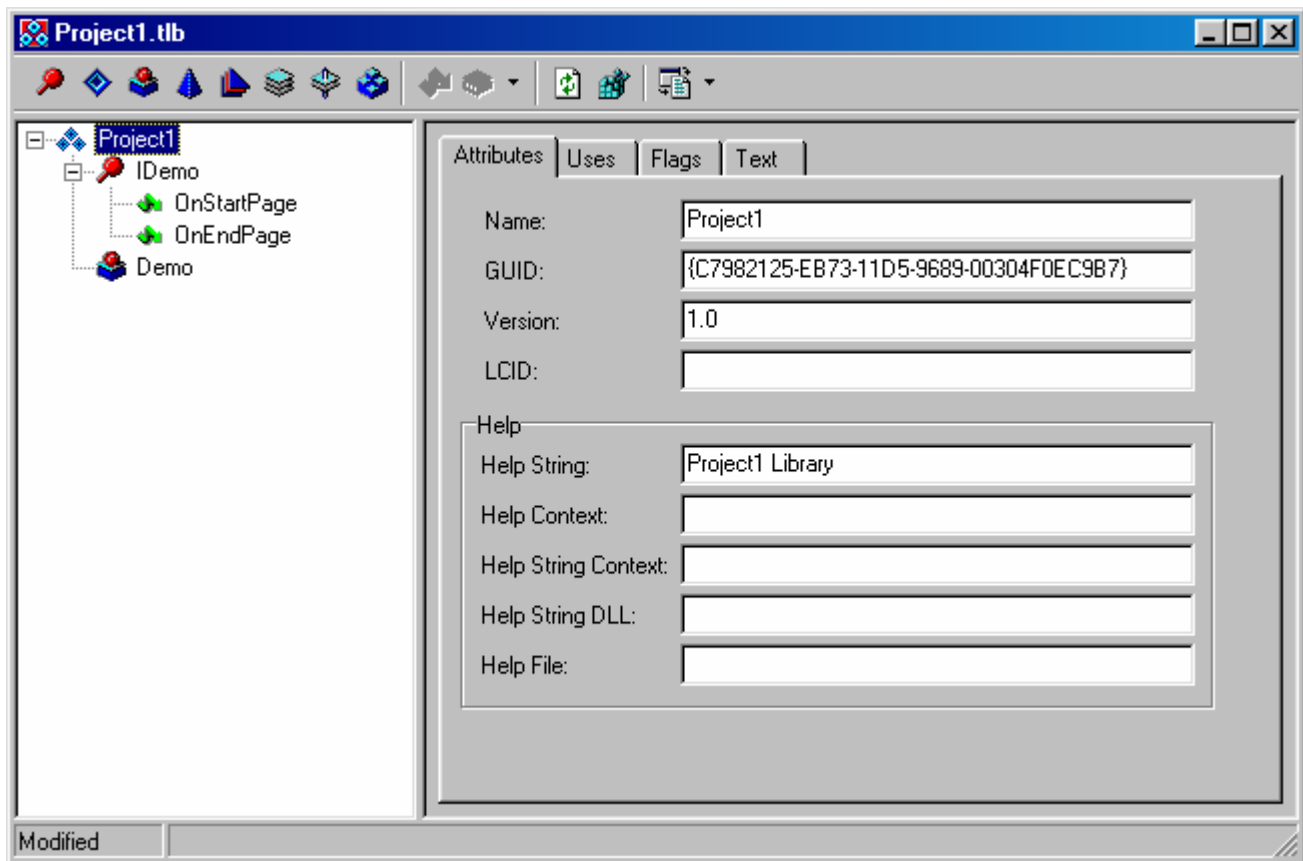 Project1.tlb
Project1
IDemo
OnStartPage
OnEndPage
Demo
Attributes Uses Flags Text
Name: Project1
GUID: {C7982125-EB73-11D5-9689-00304F0EC9B7}
Version: 1.0
LCID:
Help
Help String: Project1 Library
Help Context:
Help String Context:
Help String DLL:
Help File:
Modified